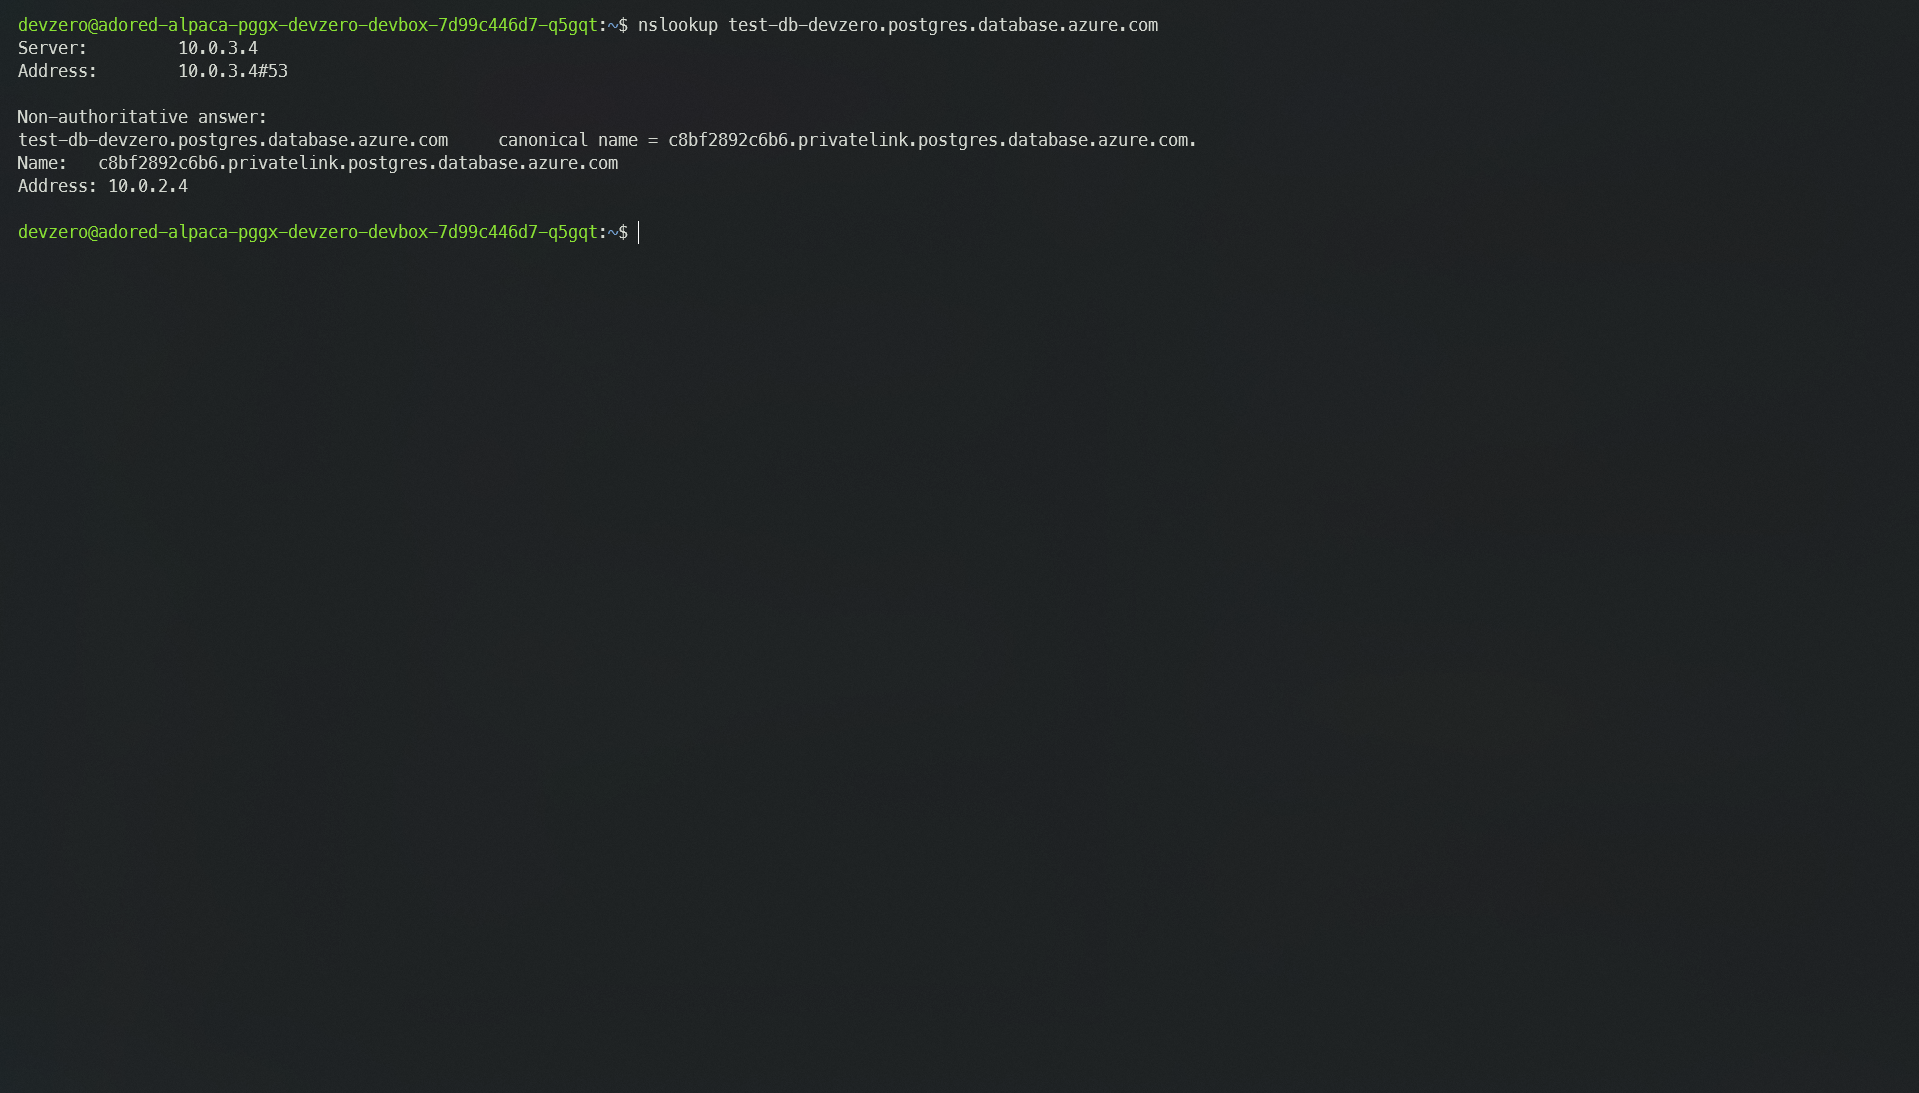 devzero@adored-alpaca-pggx-devzero-devbox-7d99c446d7-q5gqt:~$ nslookup test-db-devzero.postgres.database.azure.com
Server:         10.0.3.4
Address:        10.0.3.4#53

Non-authoritative answer:
test-db-devzero.postgres.database.azure.com     canonical name = c8bf2892c6b6.privatelink.postgres.database.azure.com.
Name:   c8bf2892c6b6.privatelink.postgres.database.azure.com
Address: 10.0.2.4

devzero@adored-alpaca-pggx-devzero-devbox-7d99c446d7-q5gqt:~$